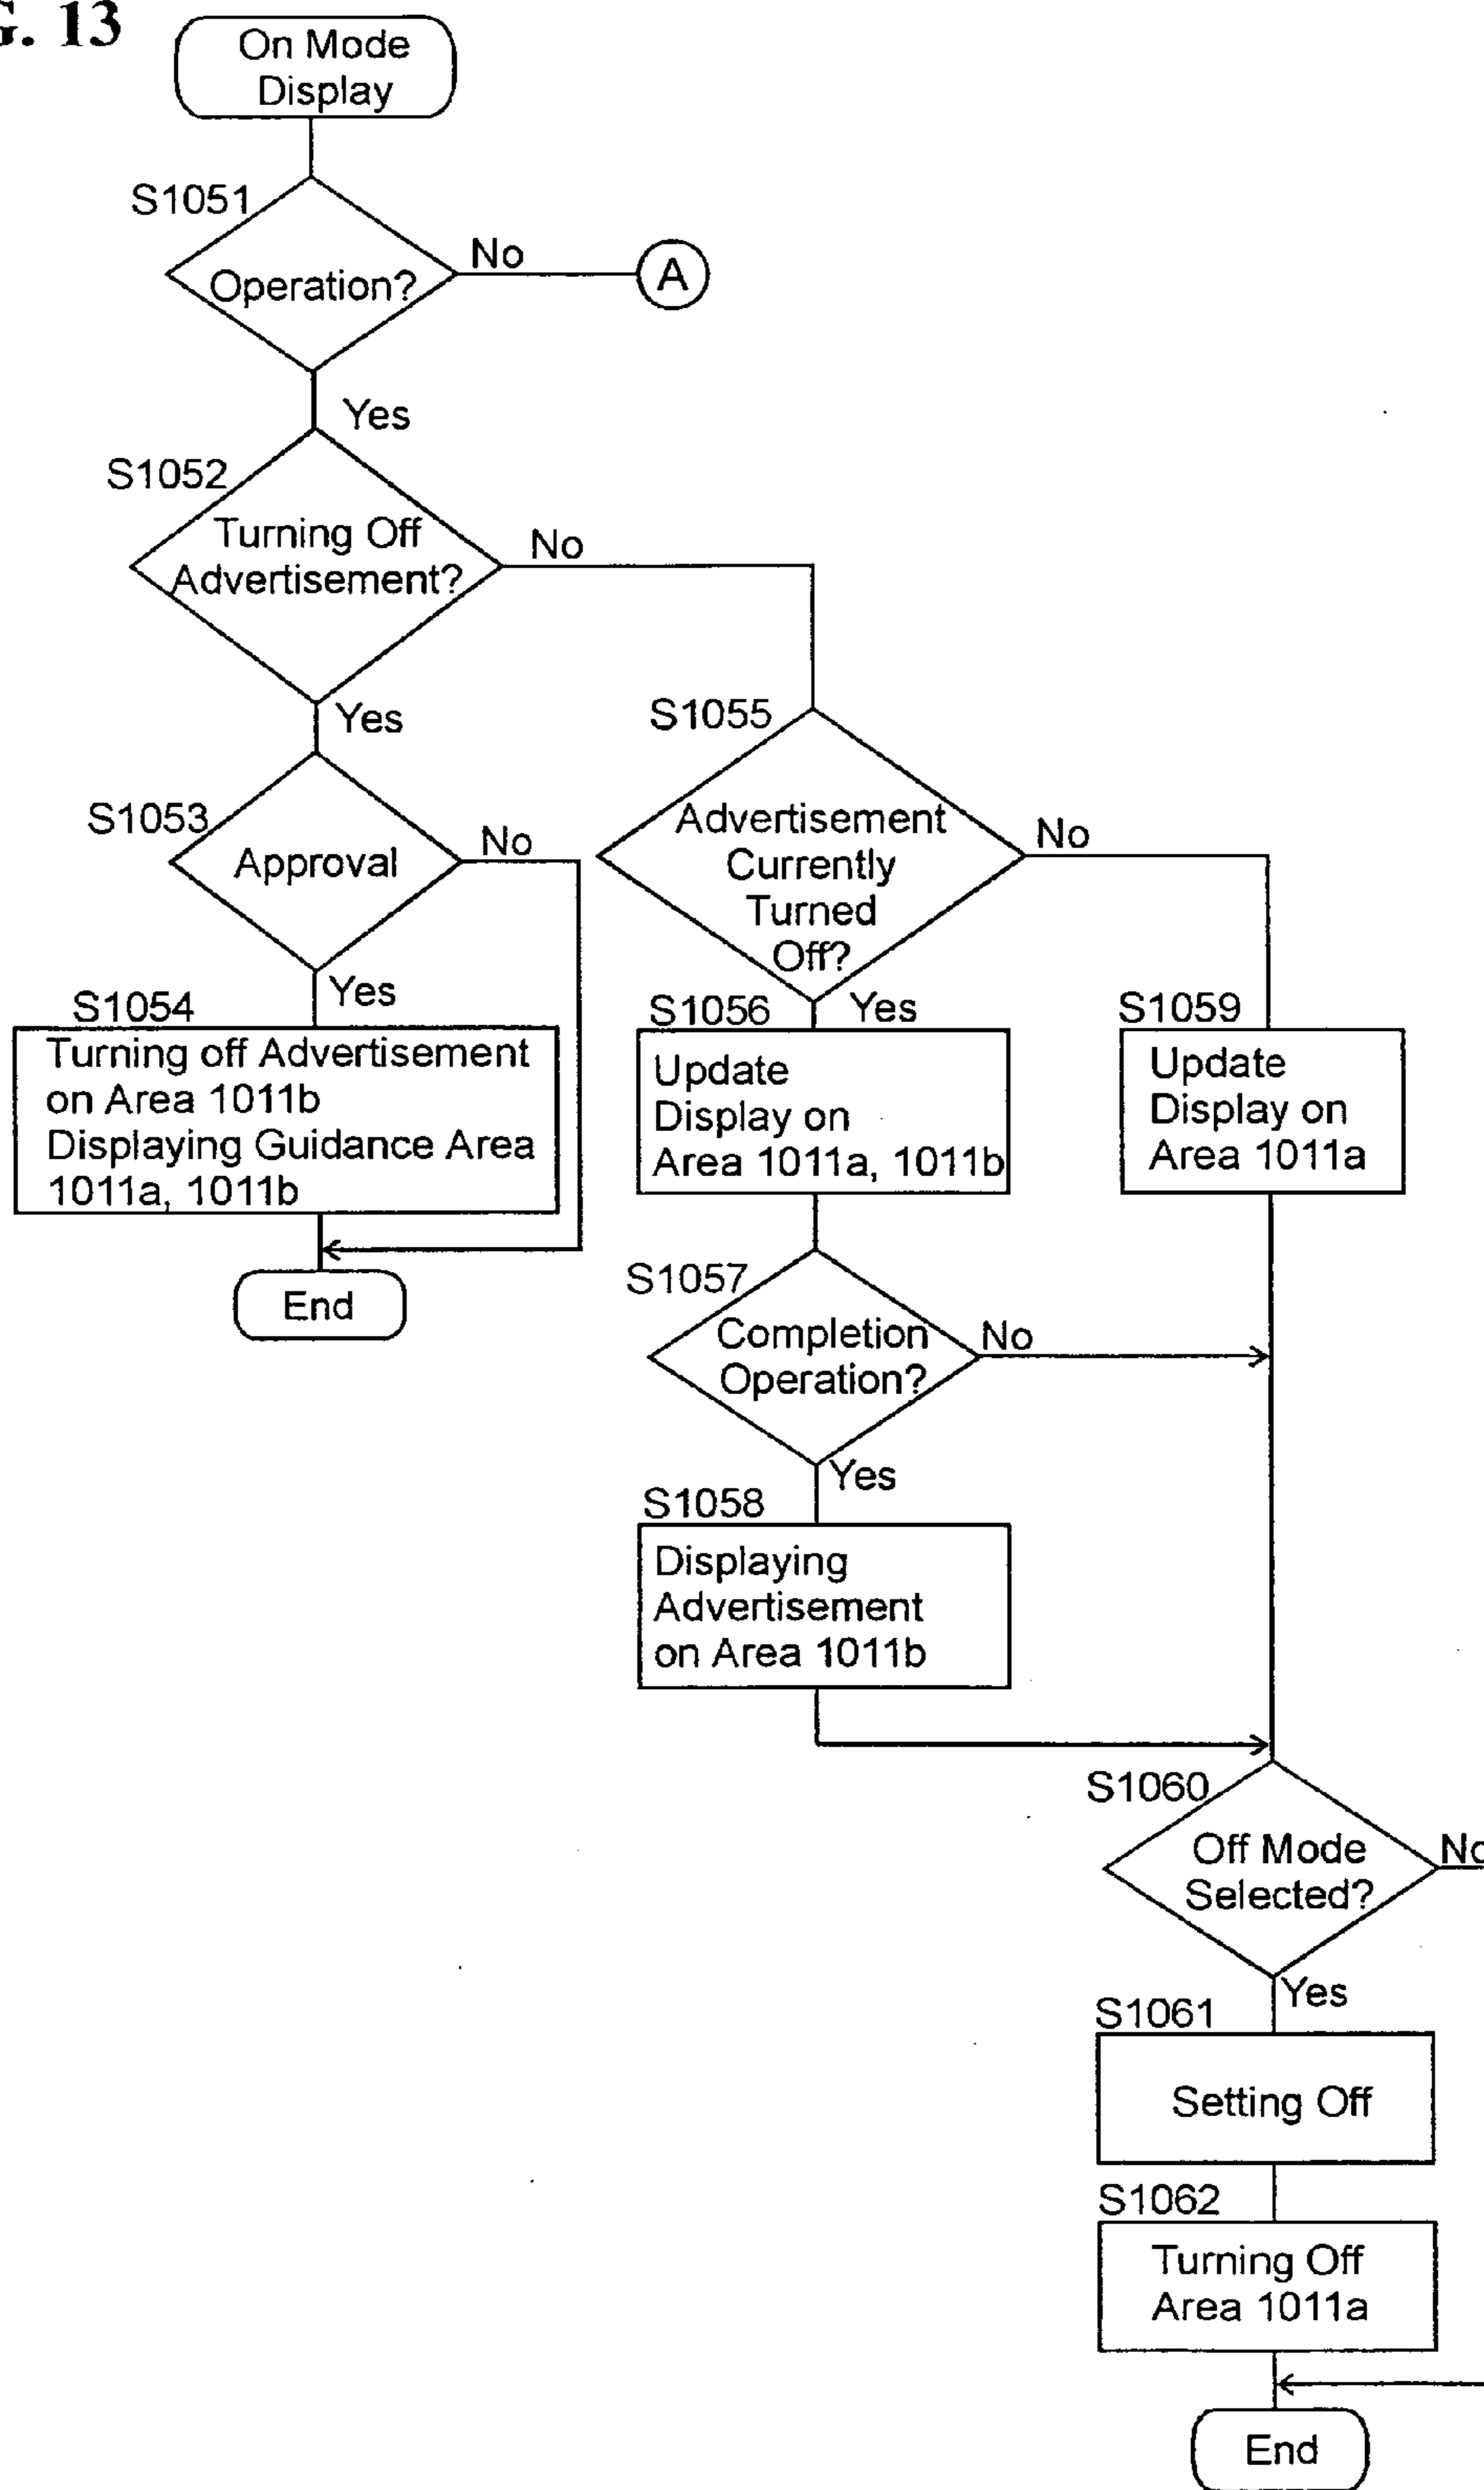 G. 13
On Mode
Display
S1051
Operation?
No
A
Yes
S1052
Turning Off
Advertisement?
No
Yes
S1053
Approval
No
Yes
S1054
Turning off Advertisement
on Area 1011b
Displaying Guidance Area
1011a, 1011b
End
S1055
Advertisement
Currently
Turned
Off?
No
Yes
S1056
Update
Display on
Area 1011a, 1011b
S1059
Update
Display on
Area 1011a
S1057
Completion
Operation?
No
Yes
S1058
Displaying
Advertisement
on Area 1011b
S1060
Off Mode
Selected?
No
Yes
S1061
Setting Off
S1062
Turning Off
Area 1011a
End